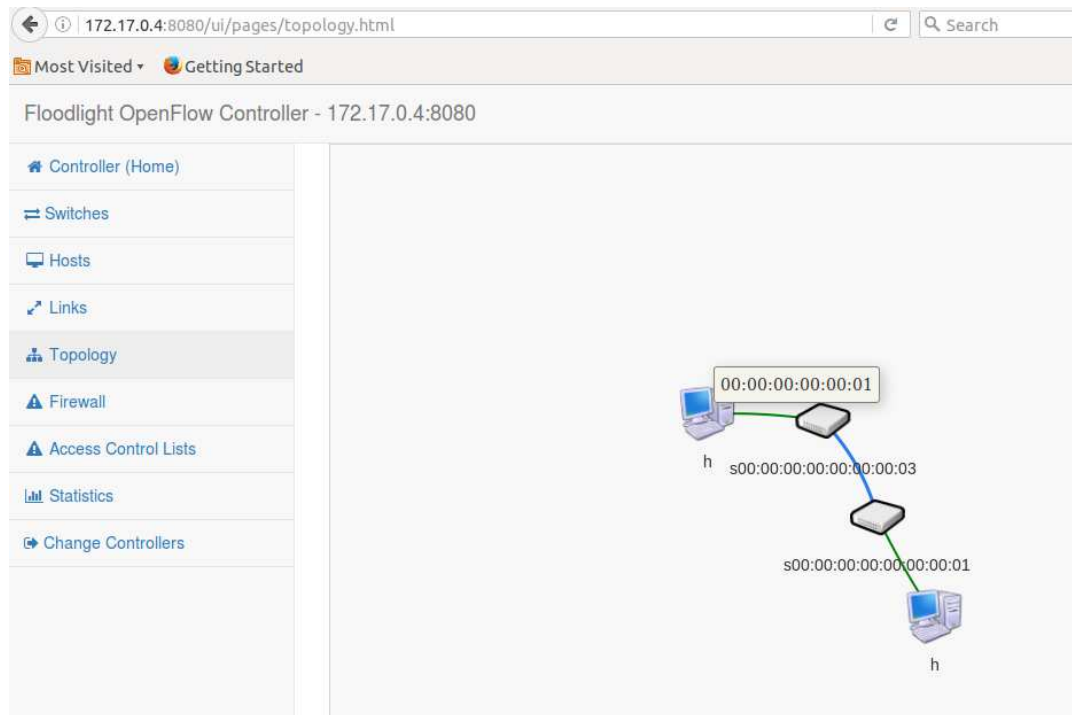 172.17.0.4:8080/ui/pages/topology.html
Search
Most Visited
Getting Started
Floodlight OpenFlow Controller - 172.17.0.4:8080
Controller (Home)
Switches
Hosts
Links
Topology
Firewall
Access Control Lists
Statistics
Change Controllers
00:00:00:00:00:01
h
s00:00:00:00:00:00:00:03
s00:00:00:00:00:00:00:01
h